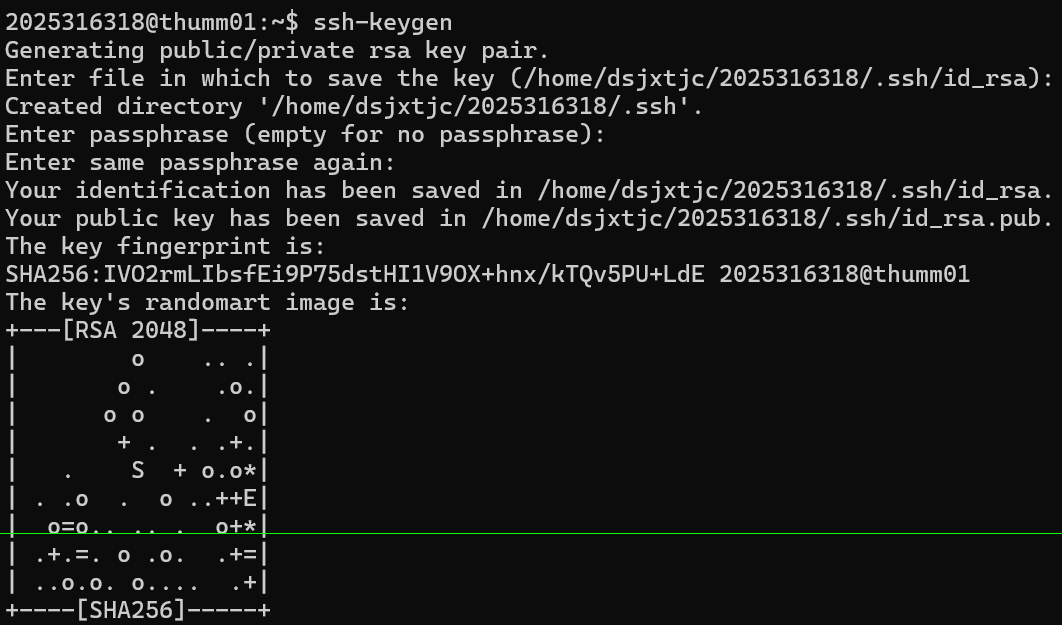 2025316318@thumm01:~$ ssh-keygen
Generating public/private rsa key pair.
Enter file in which to save the key (/home/dsjxtjc/2025316318/.ssh/id_rsa):
Created directory '/home/dsjxtjc/2025316318/.ssh'.
Enter passphrase (empty for no passphrase):
Enter same passphrase again:
Your identification has been saved in /home/dsjxtjc/2025316318/.ssh/id_rsa.
Your public key has been saved in /home/dsjxtjc/2025316318/.ssh/id_rsa.pub.
The key fingerprint is:
SHA256:IVO2rmLIbsfEi9P75dstHI1V9OX+hnx/kTQv5PU+LdE 2025316318@thumm01
The key's randomart image is:
+---[RSA 2048]----+
|        o    .. .|
|       o .    .o.|
|      o o    .  o|
|       + .  . .+.|
|   .    S  + o.o*|
| . .o  .  o ..++E|
|  o=o.. .. .  o+*|
| .+.=. o .o.  .+=|
| ..o.o. o....  .+|
+----[SHA256]-----+